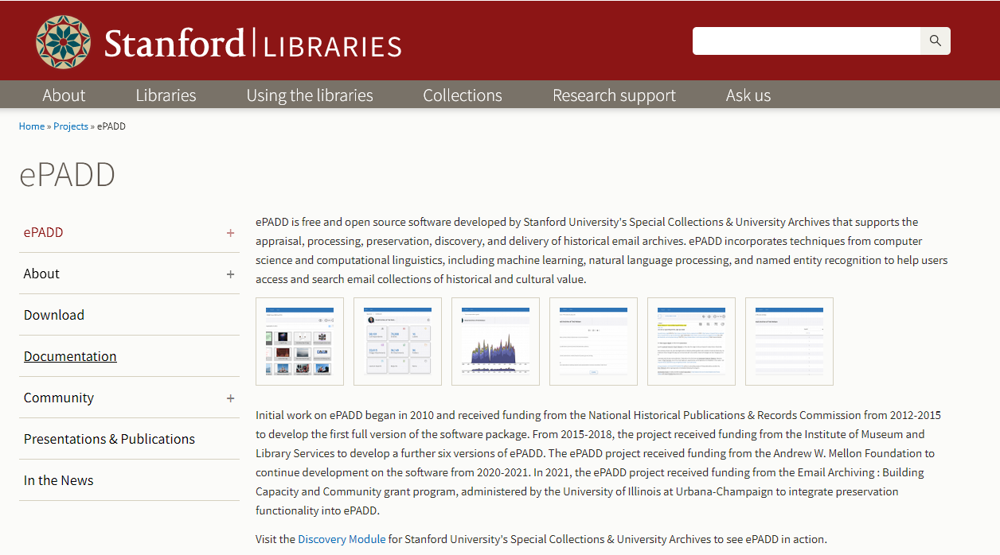 Stanford | LIBRARIES
About Libraries Using the libraries Collections Research support Ask us
Home » Projects » ePADD
ePADD
ePADD +
About +
Download
Documentation
Community +
Presentations & Publications
In the News
ePADD is free and open source software developed by Stanford University's Special Collections & University Archives that supports the
appraisal, processing, preservation, discovery, and delivery of historical email archives. ePADD incorporates techniques from computer
science and computational linguistics, including machine learning, natural language processing, and named entity recognition to help users
access and search email collections of historical and cultural value.
Initial work on ePADD began in 2010 and received funding from the National Historical Publications & Records Commission from 2012-2015
to develop the first full version of the software package. From 2015-2018, the project received funding from the Institute of Museum and
Library Services to develop a further six versions of ePADD. The ePADD project received funding from the Andrew W. Mellon Foundation to
continue development on the software from 2020-2021. In 2021, the ePADD project received funding from the Email Archiving : Building
Capacity and Community grant program, administered by the University of Illinois at Urbana-Champaign to integrate preservation
functionality into ePADD.
Visit the Discovery Module for Stanford University's Special Collections & University Archives to see ePADD in action.